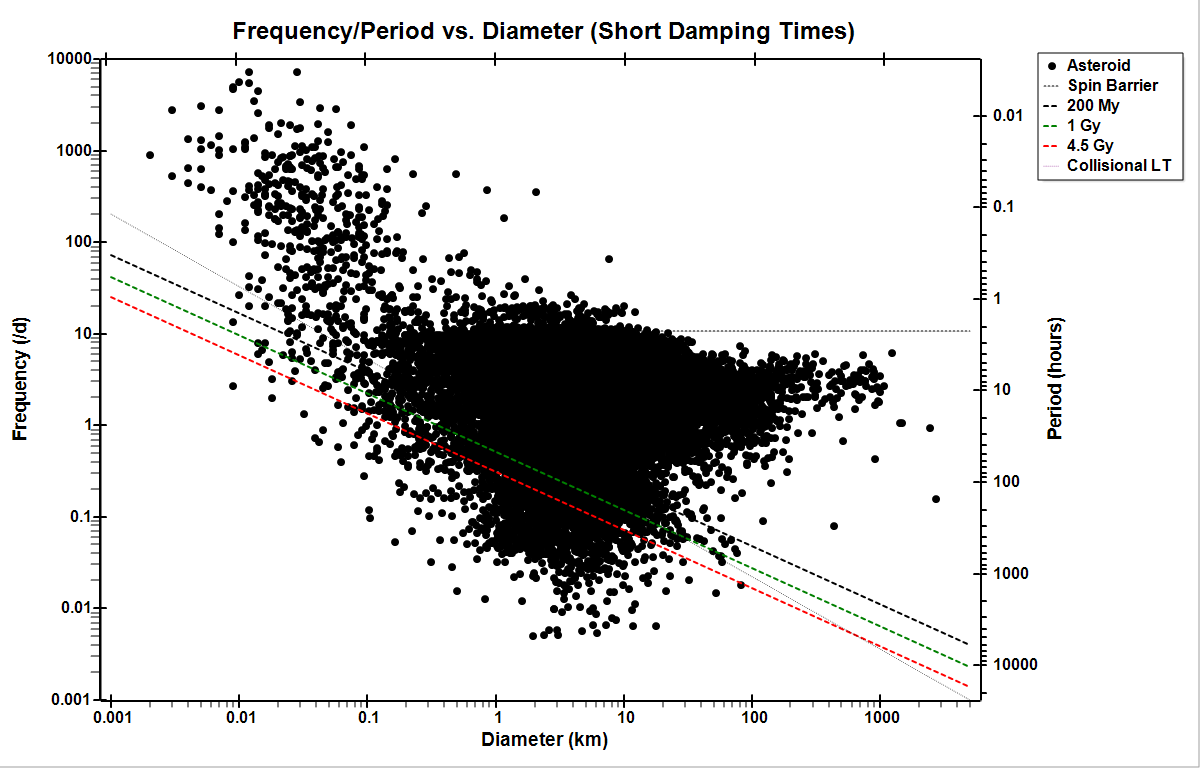 Frequency/Period vs. Diameter (Short Damping Times)
Asteroid
Spin Barrier
200 My
1 Gy
4.5 Gy
Collisional LT
Frequency (/d)
10000
1000
100
10
1
0.1
0.01
0.001
0.01
0.1
1
10
100
1000
10000
Period (hours)
0.001
0.01
0.1
1
10
100
1000
Diameter (km)